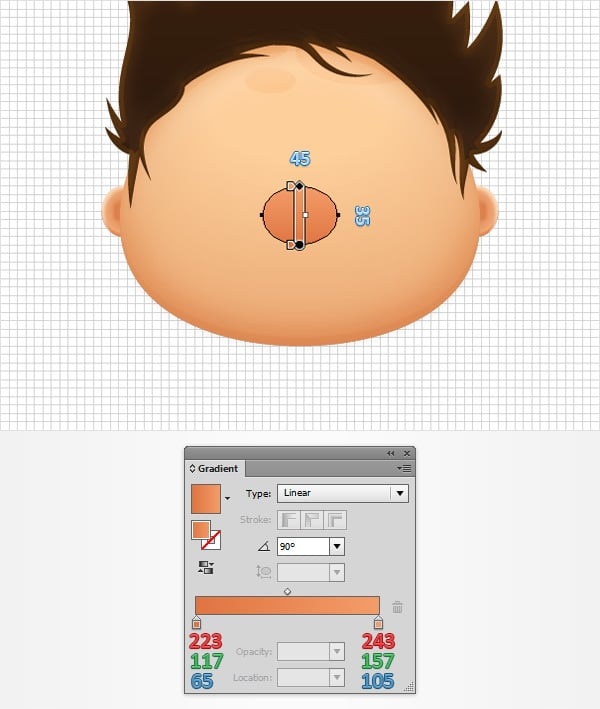 45
35
Gradient
Type: Linear
Stroke:
90°
223 243
117 Opacity: 157
65 Location: 105